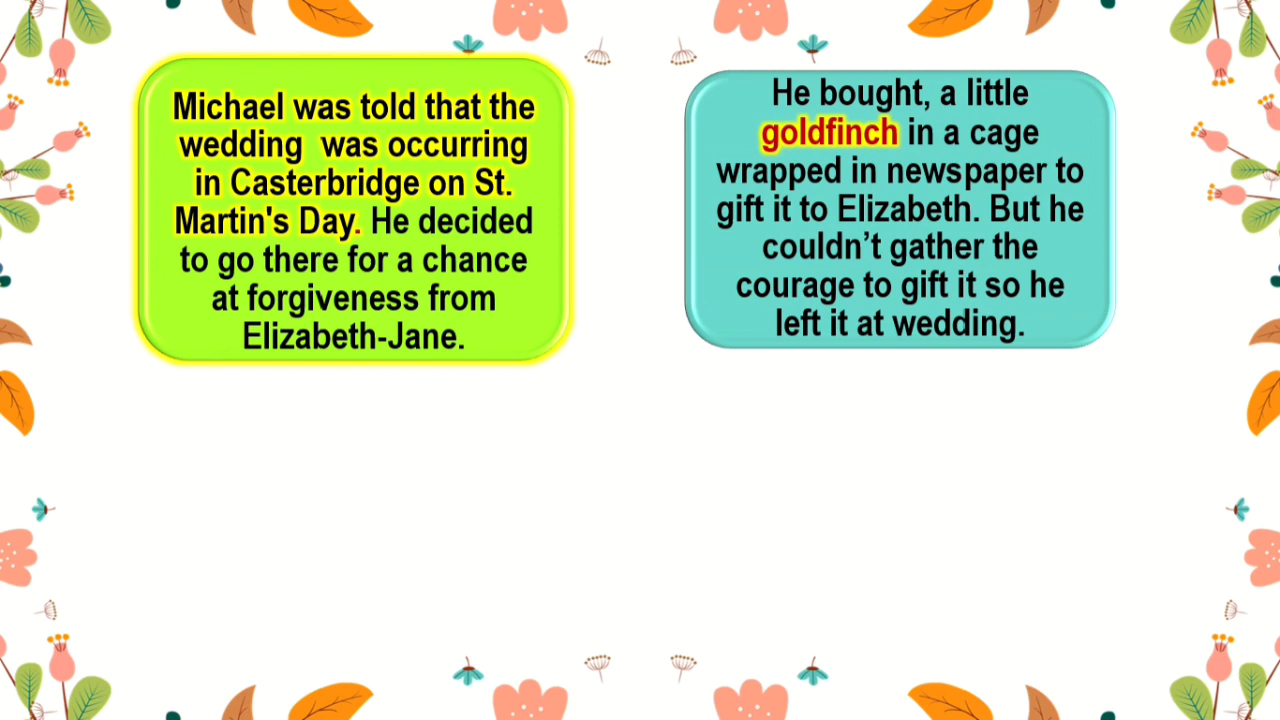 Michael was told that the
wedding was occurring
in Casterbridge on St.
Martin's Day. He decided
to go there for a chance
at forgiveness from
Elizabeth-Jane.
He bought, a little
goldfinch in a cage
wrapped in newspaper to
gift it to Elizabeth. But he
couldn’t gather the
courage to gift it so he
left it at wedding.